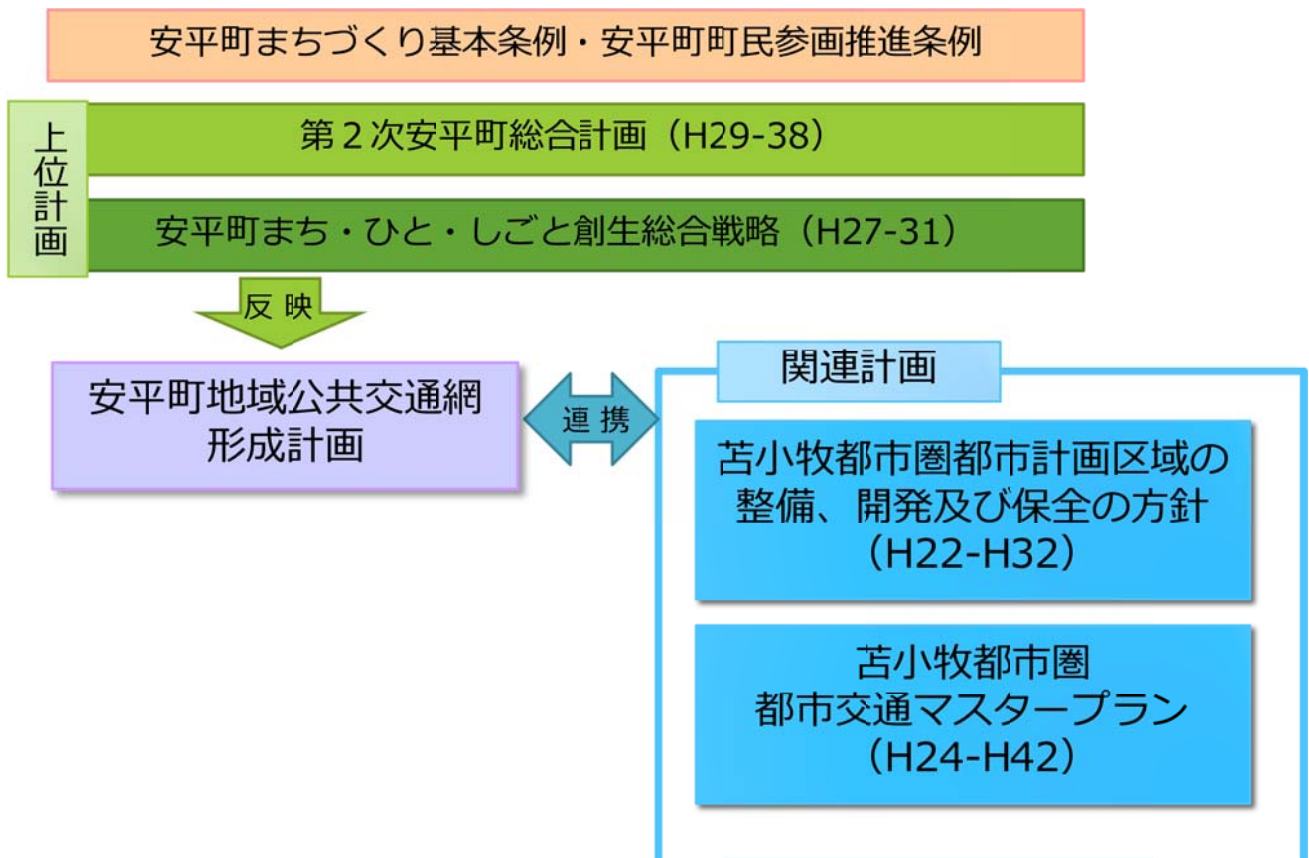 安平町まちづくり基本条例・安平町町民参画推進条例
上位計画
第２次安平町総合計画（H29-38）
安平町まち・ひと・しごと創生総合戦略（H27-31）
反 映
安平町地域公共交通網
形成計画
連 携
関連計画
苫小牧都市圏都市計画区域の
整備、開発及び保全の方針
（H22-H32）
苫小牧都市圏
都市交通マスタープラン
（H24-H42）